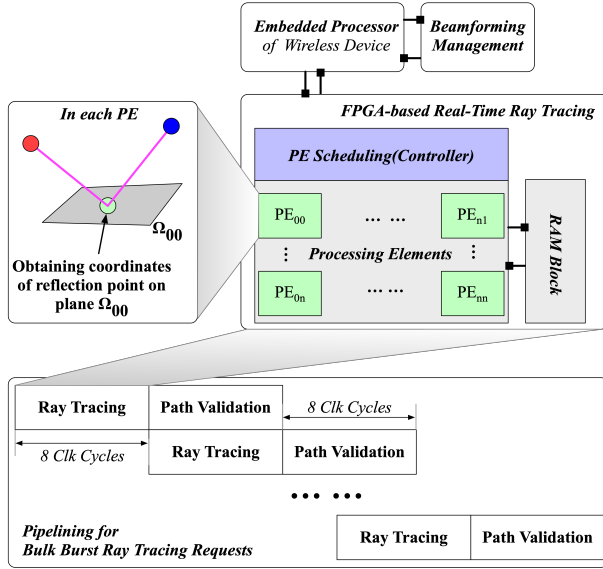 Embedded Processor
of Wireless Device
Beamforming
Management
In each PE
Ω00
Obtaining coordinates
of reflection point on
plane Ω00
FPGA-based Real-Time Ray Tracing
PE Scheduling(Controller)
PE00
... ...
PEn1
...
Processing Elements
...
PE0n
... ...
PEnn
RAM Block
Ray Tracing
Path Validation
8 Clk Cycles
8 Clk Cycles
Ray Tracing
Path Validation
... ...
Pipelining for
Bulk Burst Ray Tracing Requests
Ray Tracing
Path Validation